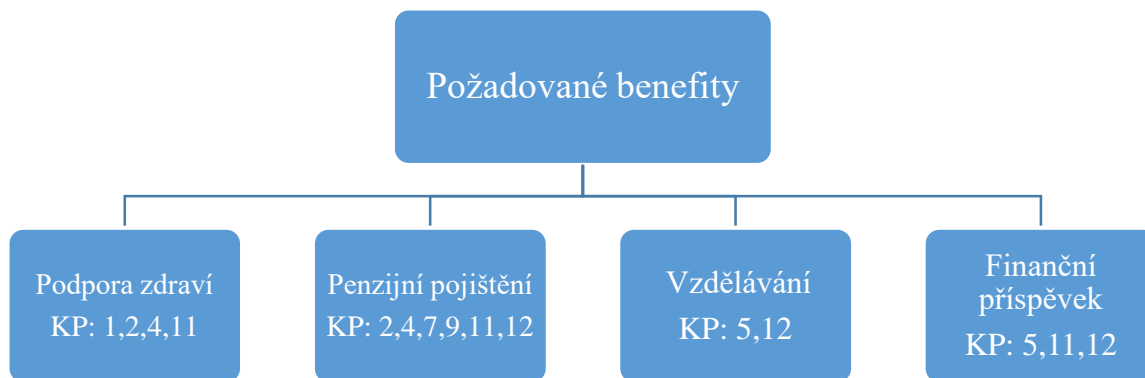 Požadované benefity
Podpora zdraví
KP: 1,2,4,11
Penzijní pojištění
KP: 2,4,7,9,11,12
Vzdělávání
KP: 5,12
Finanční
příspěvek
KP: 5,11,12